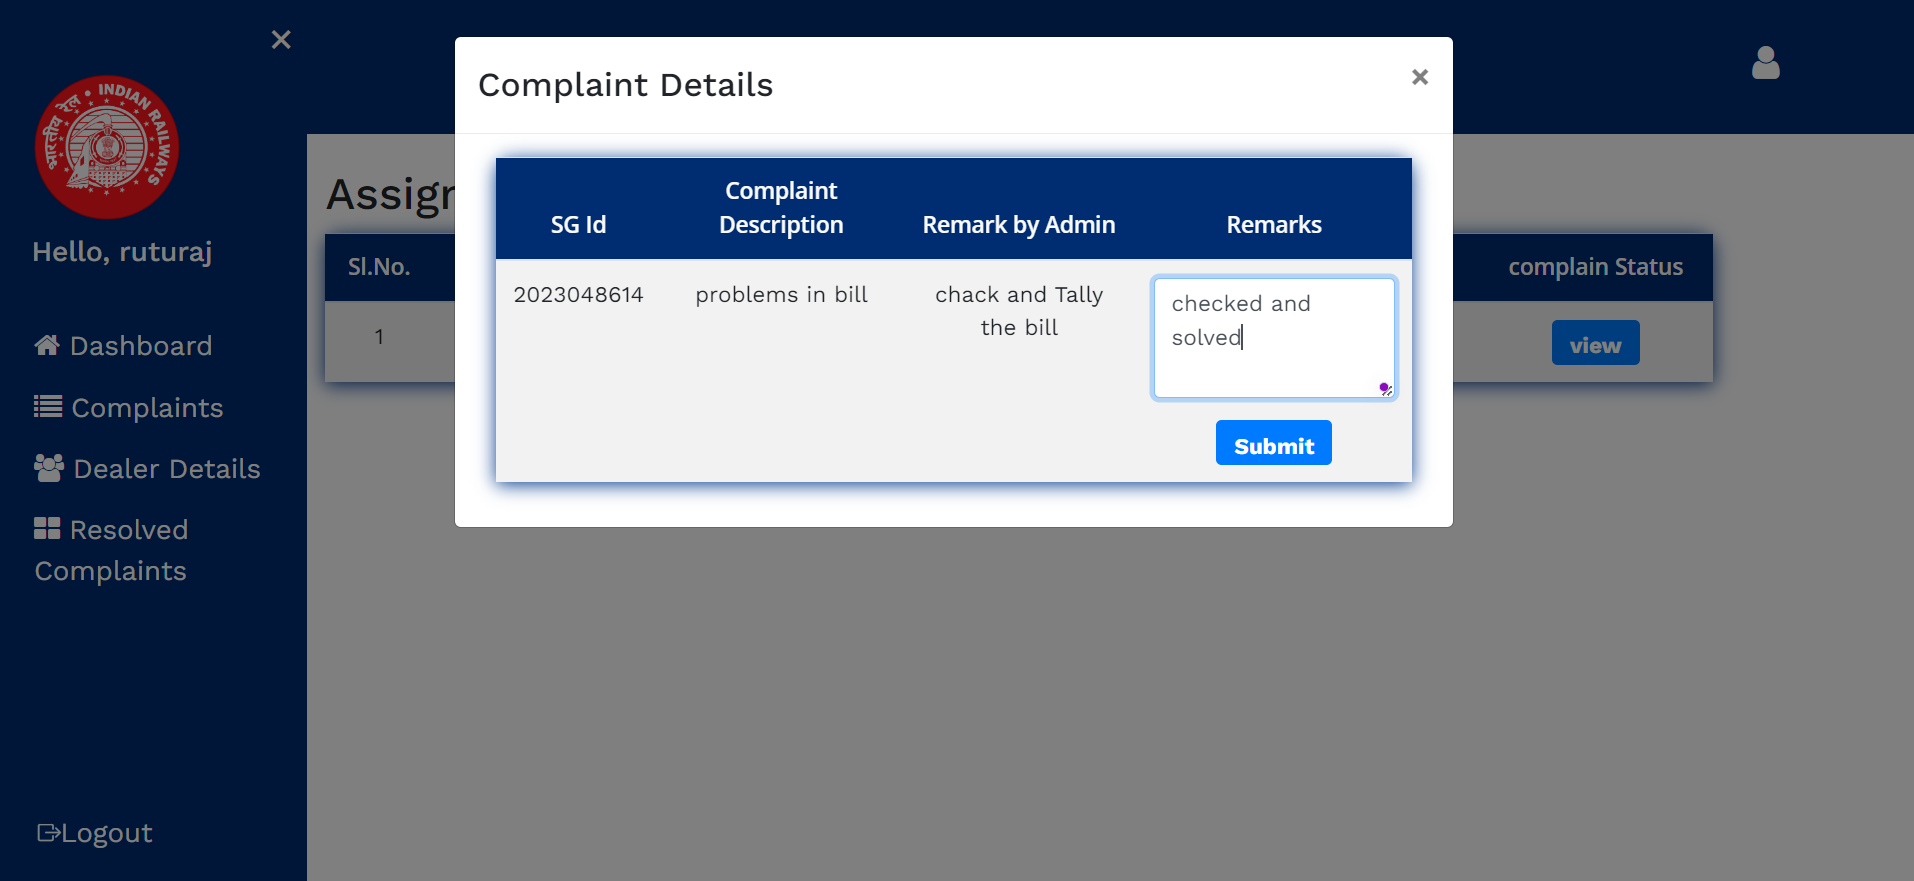 ×
भारतीय रेल • INDIAN RAILWAYS
Hello, ruturaj
Dashboard
Complaints
Dealer Details
Resolved
Complaints
Logout
Complaint Details
×
SG Id
Complaint
Description
Remark by Admin
Remarks
2023048614
problems in bill
chack and Tally
the bill
checked and
solved
Submit
Sl.No.
complain Status
1
view